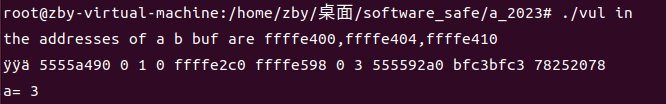 root@zby-virtual-machine:/home/zby/桌面/software_safe/a_2023# ./vul in
the addresses of a b buf are ffffe400,ffffe404,ffffe410
ÿÿä 5555a490 0 1 0 ffffe2c0 ffffe598 0 3 555592a0 bfc3bfc3 78252078
a= 3